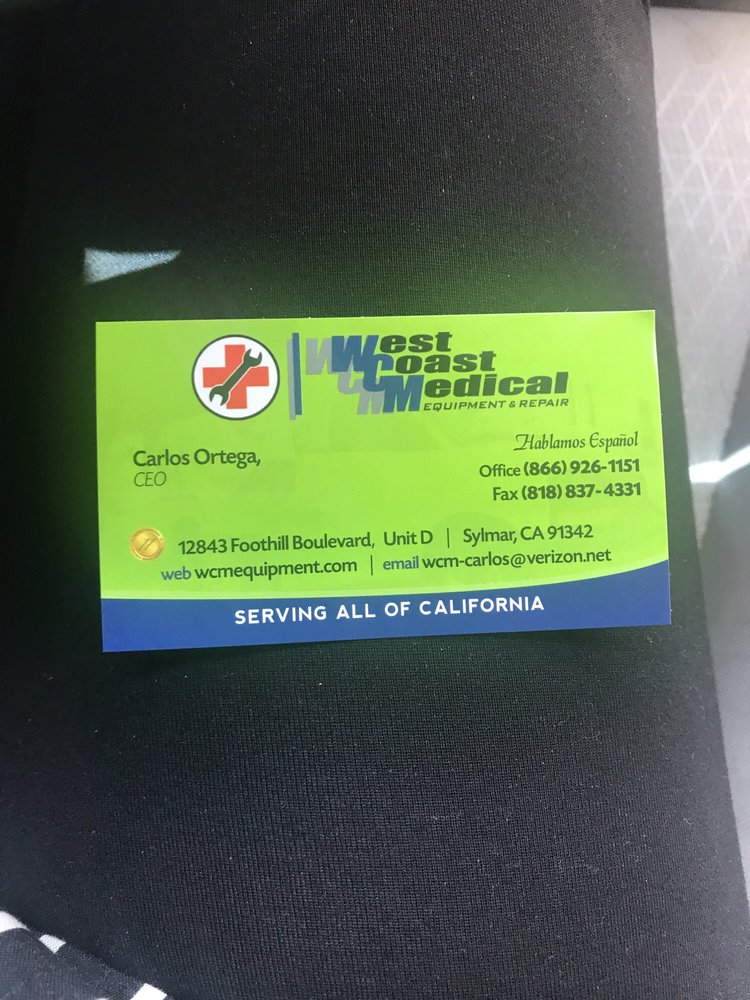 West
Coast
Medical
EQUIPMENT & REPAIR
Hablamos Español
Carlos Ortega,
CEO
Office (866) 926-1151
Fax (818) 837-4331
12843 Foothill Boulevard, Unit D | Sylmar, CA 91342
web wcmequipment.com | email wcm-carlos@verizon.net
SERVING ALL OF CALIFORNIA